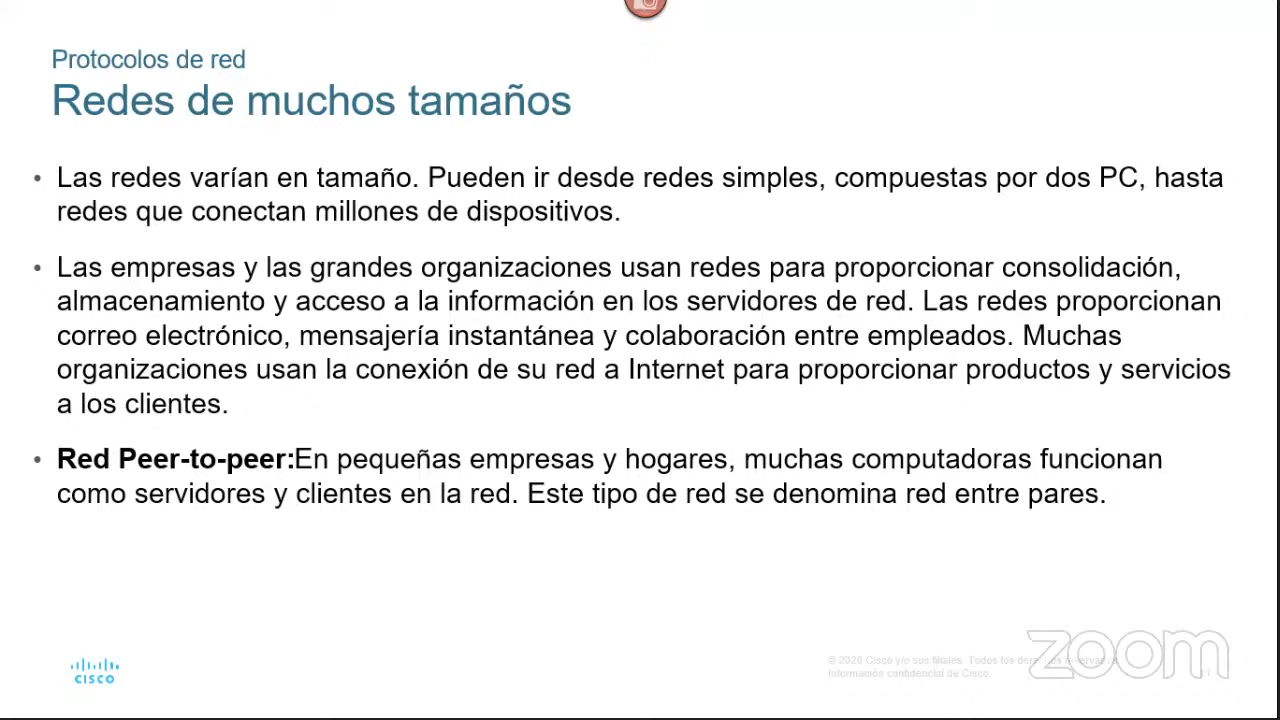 Protocolos de red
Redes de muchos tamaños
• Las redes varían en tamaño. Pueden ir desde redes simples, compuestas por dos PC, hasta
redes que conectan millones de dispositivos.
• Las empresas y las grandes organizaciones usan redes para proporcionar consolidación,
almacenamiento y acceso a la información en los servidores de red. Las redes proporcionan
correo electrónico, mensajería instantánea y colaboración entre empleados. Muchas
organizaciones usan la conexión de su red a Internet para proporcionar productos y servicios
a los clientes.
• Red Peer-to-peer:En pequeñas empresas y hogares, muchas computadoras funcionan
como servidores y clientes en la red. Este tipo de red se denomina red entre pares.
CISCO
© 2020 Cisco y/o sus filiales. Todos los
Información confidencial de Cisco.
zoom